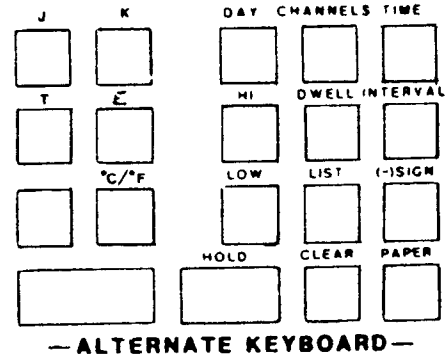 J K DAY CHANNELS TIME
T E HI DWELL INTERVAL
°C/°F LOW LIST (-)SIGN
HOLD CLEAR PAPER
—ALTERNATE KEYBOARD—